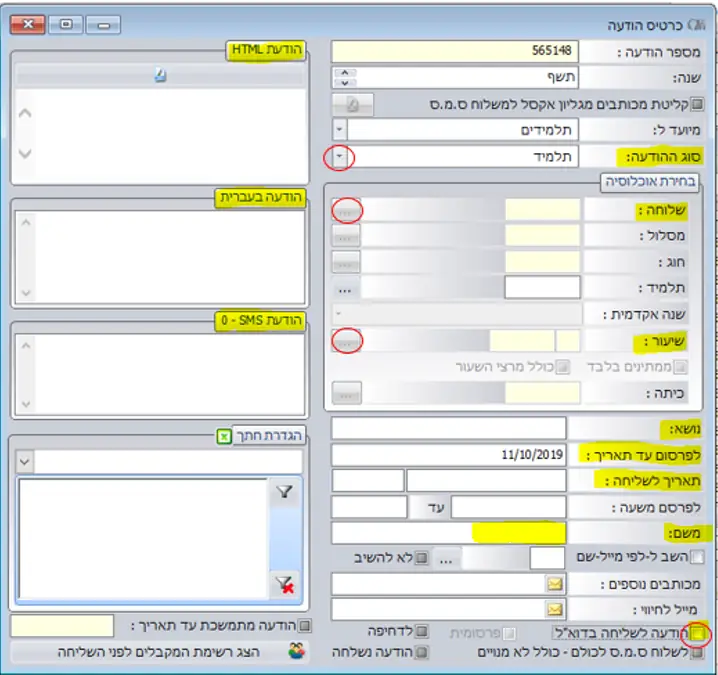 כרטיס הודעה
מספר הודעה : 565148
שנה: תשף
קליטת מכותבים מגליון אקסל למשלוח ס.מ.ס
מיועד ל: תלמידים
סוג ההודעה: תלמיד
בחירת אוכלוסיה
שלוחה : ...
מסלול : ...
חוג : ...
תלמיד : ...
שנה אקדמית :
שיעור : ...
ממתינים בלבד כולל מרצי השעור
כיתה : ...
נושא:
לפרסום עד תאריך : 11/10/2019
תאריך לשליחה :
לפרסם משעה : עד
משם:
השב ל-לפי מייל-שם ... לא להשיב
מכותבים נוספים :
מייל לחיווי :
הודעה לשליחה בדוא"ל פרסומית לדחיפה
לשלוח ס.מ.ס לכולם - כולל לא מנויים הודעה נשלחה
הודעת HTML
הודעה בעברית
הודעת SMS - 0
הגדרת חתך
הודעה מתמשכת עד תאריך :
הצג רשימת המקבלים לפני השליחה